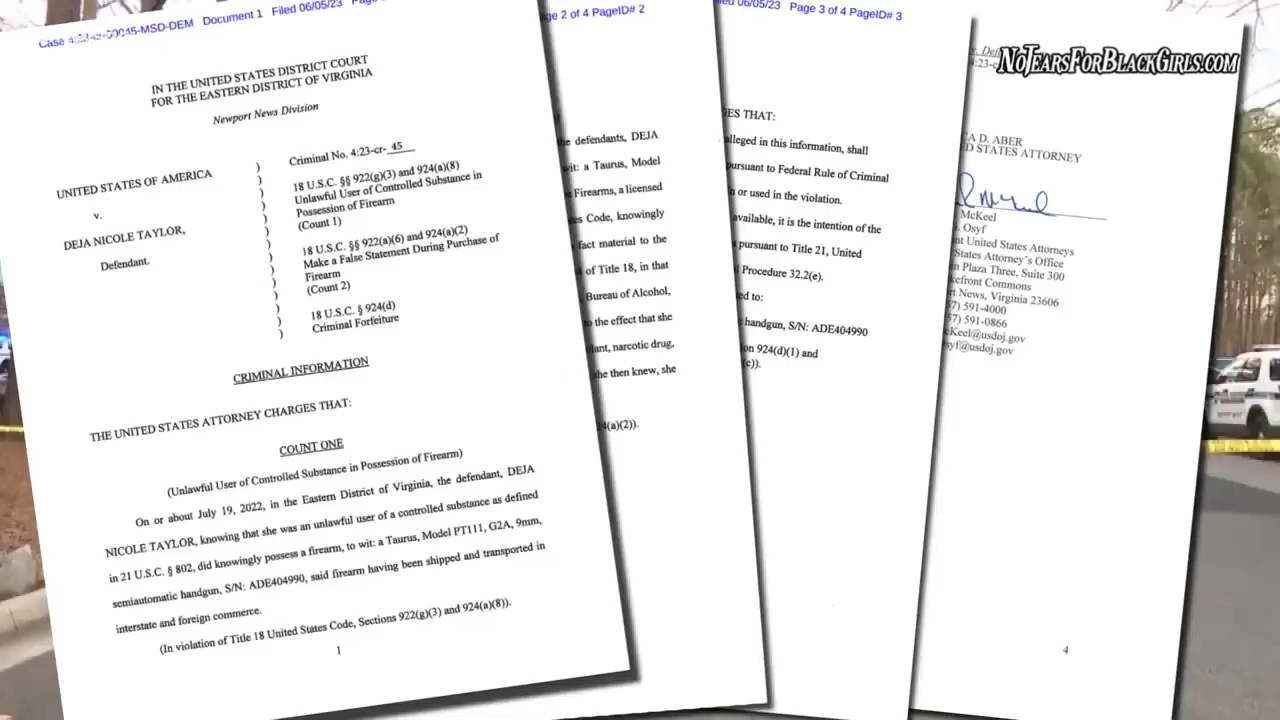 Case 4:23-cr-00045-MSD-DEM Document 1 Filed 06/05/23
IN THE UNITED STATES DISTRICT COURT
FOR THE EASTERN DISTRICT OF VIRGINIA
Newport News Division
UNITED STATES OF AMERICA
v.
DEJA NICOLE TAYLOR,
Defendant.
)
)
)
)
)
)
)
)
)
)
)
)
Criminal No. 4:23-cr- 45
18 U.S.C. §§ 922(g)(3) and 924(a)(8)
Unlawful User of Controlled Substance in
Possession of Firearm
(Count 1)
18 U.S.C. §§ 922(a)(6) and 924(a)(2)
Make a False Statement During Purchase of
Firearm
(Count 2)
18 U.S.C. § 924(d)
Criminal Forfeiture
CRIMINAL INFORMATION
THE UNITED STATES ATTORNEY CHARGES THAT:
COUNT ONE
(Unlawful User of Controlled Substance in Possession of Firearm)
On or about July 19, 2022, in the Eastern District of Virginia, the defendant, DEJA
NICOLE TAYLOR, knowing that she was an unlawful user of a controlled substance as defined
in 21 U.S.C. § 802, did knowingly possess a firearm, to wit: a Taurus, Model PT111, G2A, 9mm,
semiautomatic handgun, S/N: ADE404990, said firearm having been shipped and transported in
interstate and foreign commerce.
(In violation of Title 18 United States Code, Sections 922(g)(3) and 924(a)(8)).
1
2 of 4 PageID# 2
the defendants, DEJA
wit: a Taurus, Model
Firearms, a licensed
Code, knowingly
fact material to the
of Title 18, in that
Bureau of Alcohol,
to the effect that she
narcotic drug,
she then knew, she
4(a)(2)).
06/05/23 Page 3 of 4 PageID# 3
THAT:
alleged in this information, shall
pursuant to Federal Rule of Criminal
in or used in the violation.
available, it is the intention of the
pursuant to Title 21, United
Procedure 32.2(e).
to:
handgun, S/N: ADE404990
924(d)(1) and
(c)).
NoTearsForBlackGirls.com
D. ABER
STATES ATTORNEY
McKeel
Osyf
United States Attorneys
States Attorney's Office
Plaza Three, Suite 300
Commons
News, Virginia 23606
591-4000
591-0866
Keel@usdoj.gov
syf@usdoj.gov
4